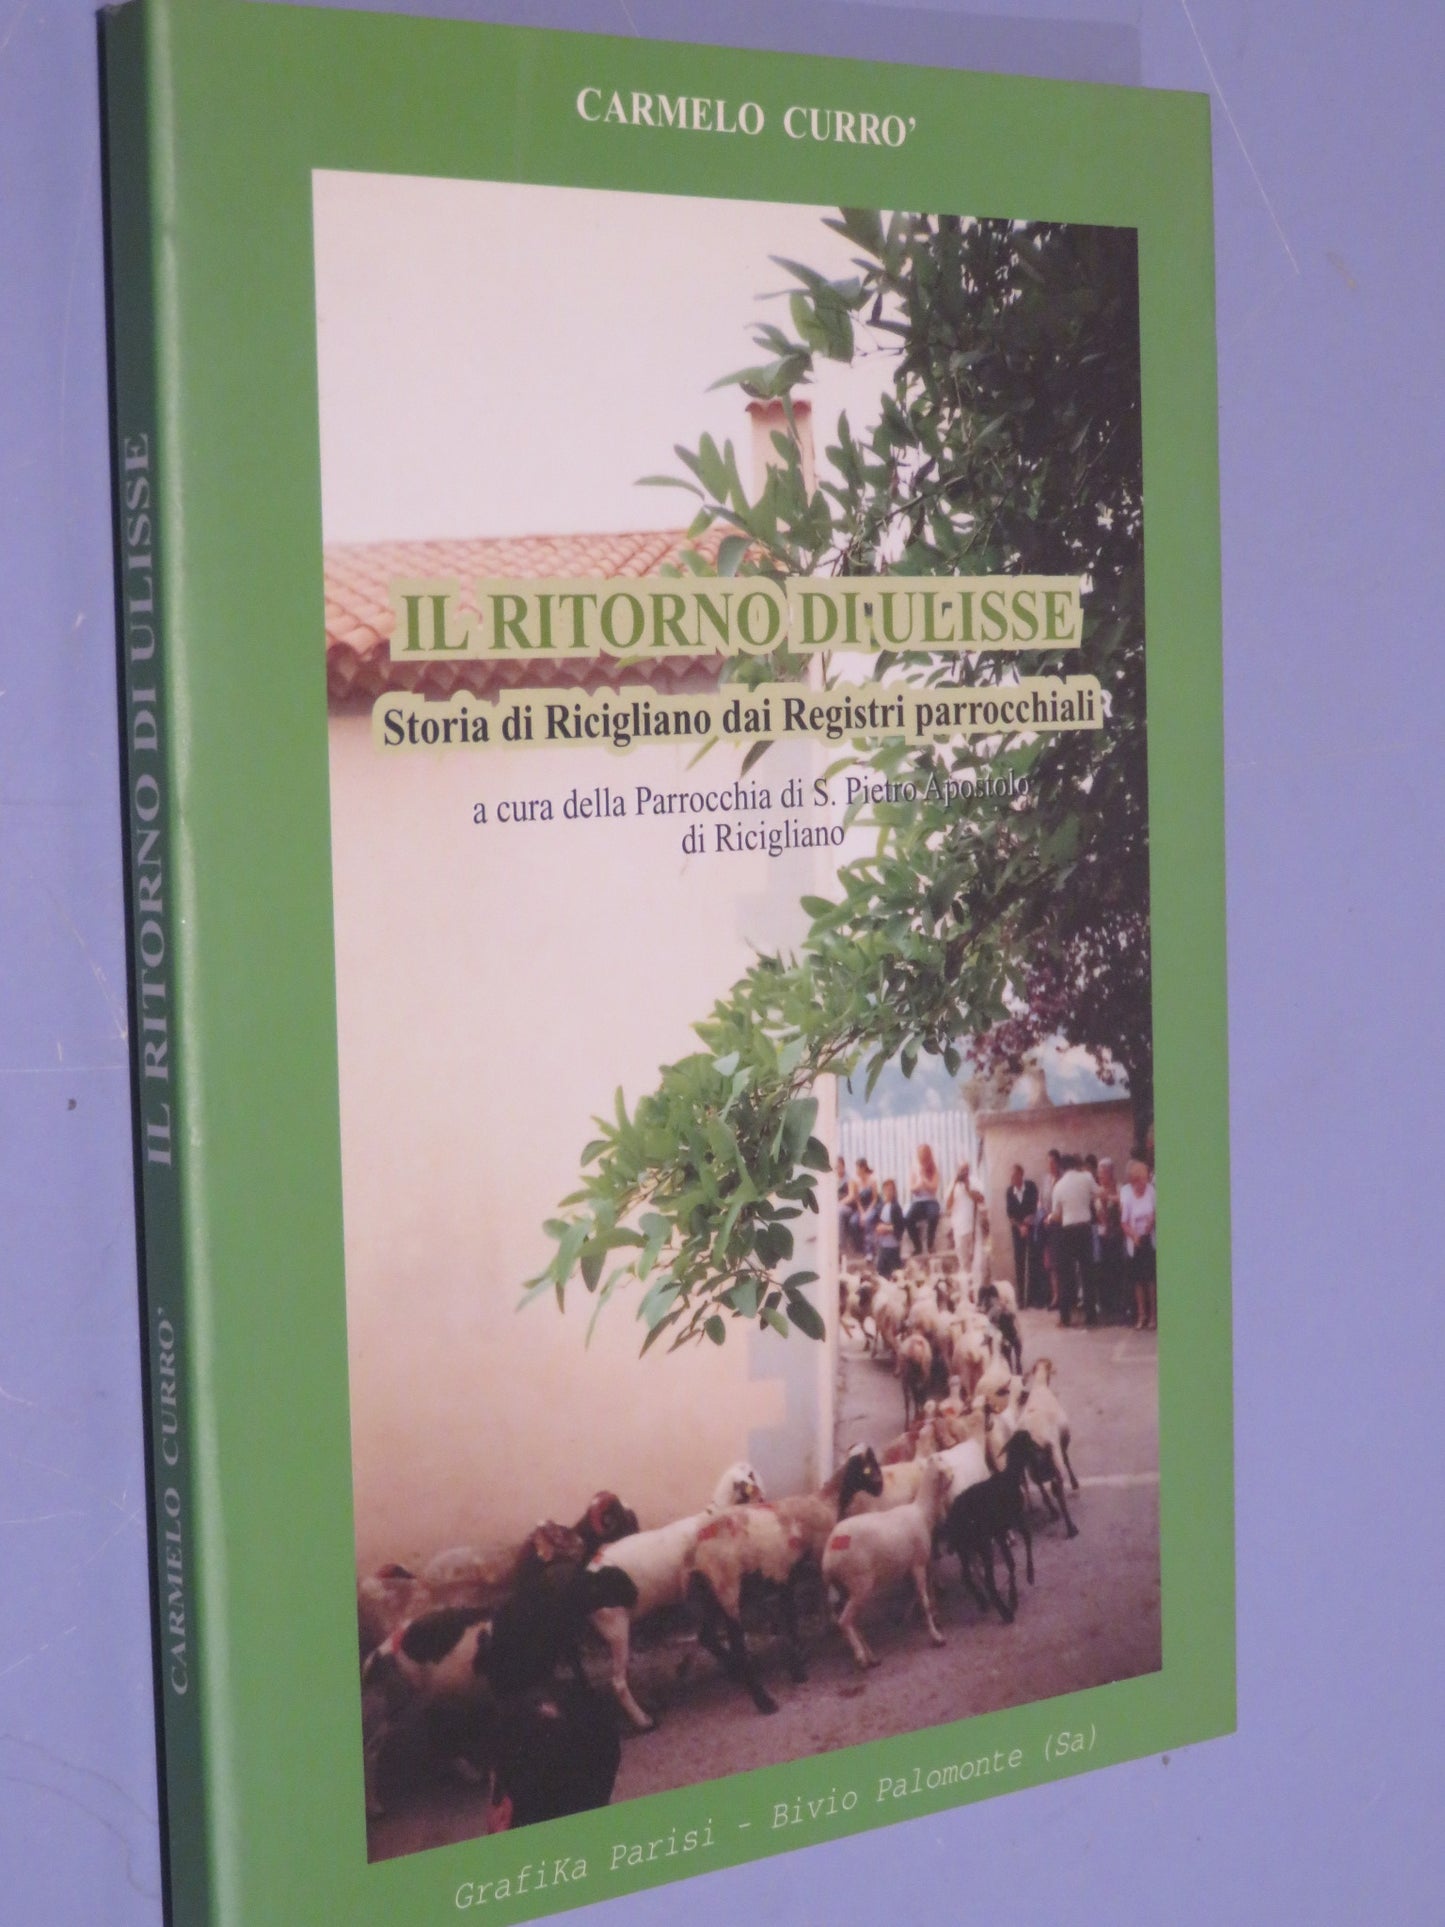 CARMELO CURRO'
IL RITORNO DI ULISSE
Storia di Ricigliano dai Registri parrocchiali
a cura della Parrocchia di S. Pietro Apostolo
di Ricigliano
GrafiKa Parisi - Bivio Palomonte (Sa)
CARMELO CURRO' IL RITORNO DI ULISSE